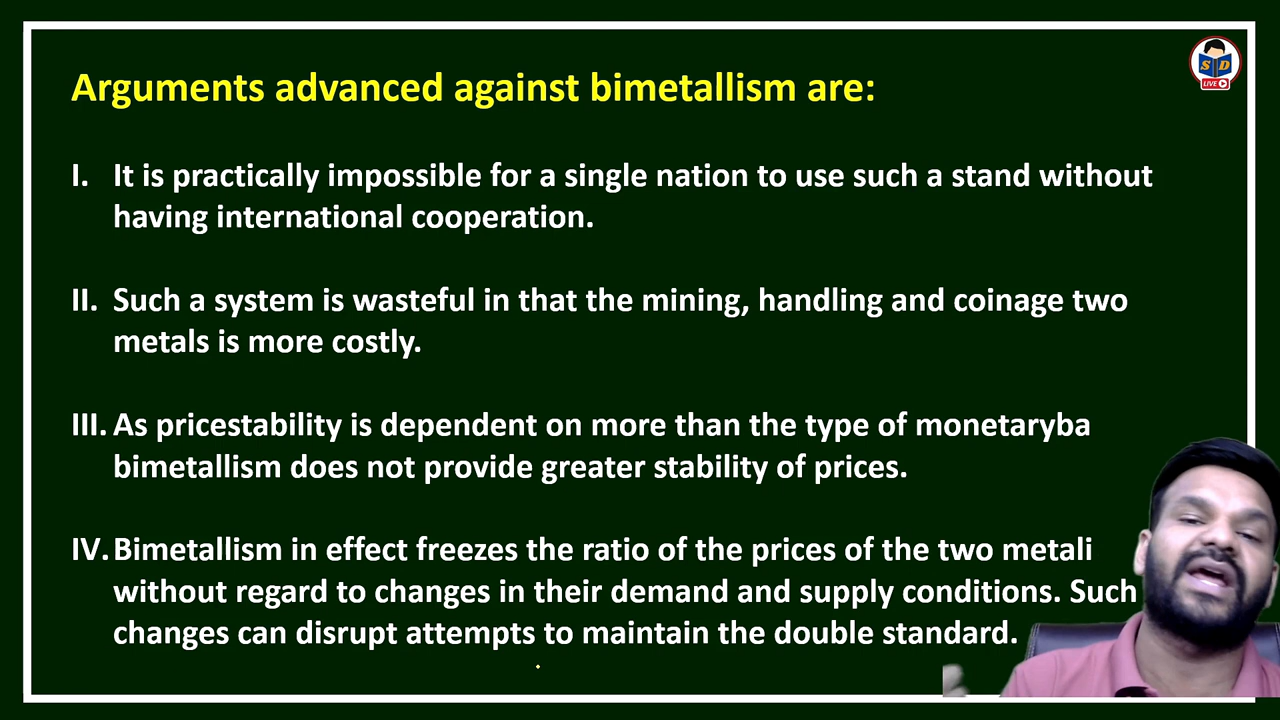 Arguments advanced against bimetallism are:
I. It is practically impossible for a single nation to use such a stand without
having international cooperation.
II. Such a system is wasteful in that the mining, handling and coinage two
metals is more costly.
III. As pricestability is dependent on more than the type of monetaryba
bimetallism does not provide greater stability of prices.
IV. Bimetallism in effect freezes the ratio of the prices of the two metali
without regard to changes in their demand and supply conditions. Such
changes can disrupt attempts to maintain the double standard.
S D
LIVE